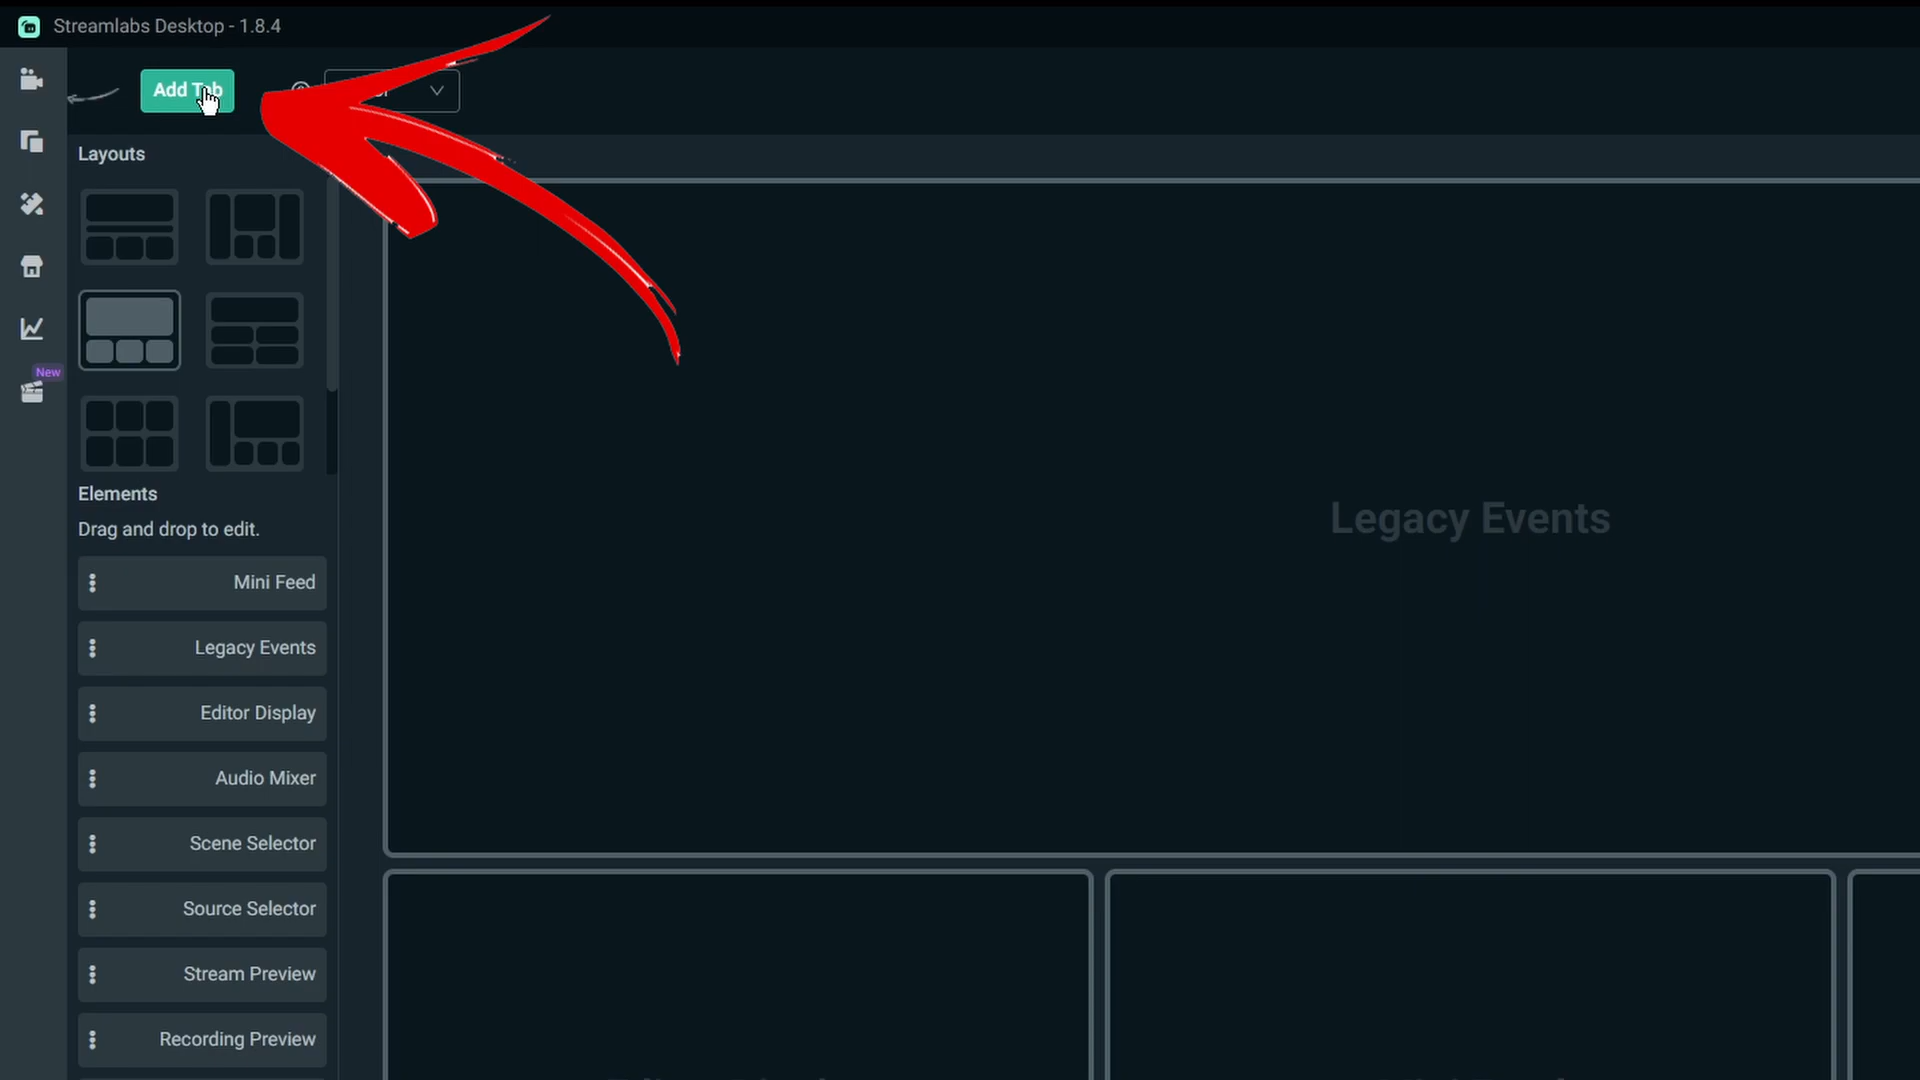 Streamlabs Desktop - 1.8.4
Add Tab
Layouts
New
Elements
Drag and drop to edit.
Mini Feed
Legacy Events
Editor Display
Audio Mixer
Scene Selector
Source Selector
Stream Preview
Recording Preview
Legacy Events